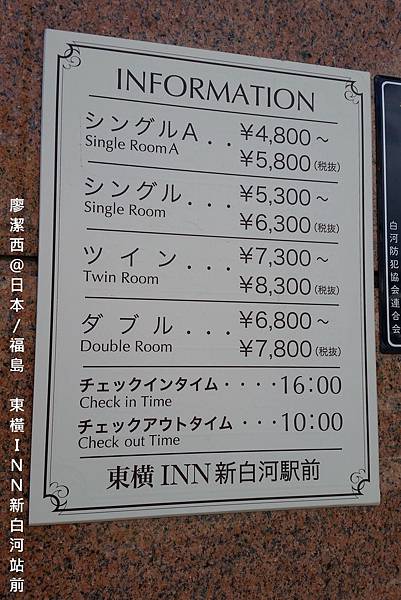 INFORMATION
シングルA . . ¥4,800～
Single Room A ¥5,800(税抜)
シングル . . . ¥5,300～
Single Room ¥6,300(税抜)
ツイン . . . ¥7,300～
Twin Room ¥8,300(税抜)
ダブル . . . ¥6,800～
Double Room ¥7,800(税抜)
チェックインタイム ・・・・16:00
Check in Time
チェックアウトタイム ・・・10:00
Check out Time
東横INN新白河駅前
白河防犯協会連合会
廖潔西@日本/福島 東橫INN新白河站前